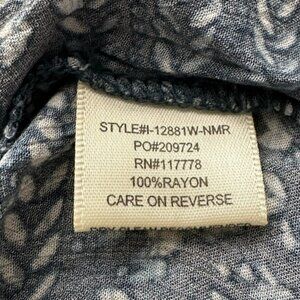 STYLE#I-12881W-NMR
PO#209724
RN#117778
100%RAYON
CARE ON REVERSE